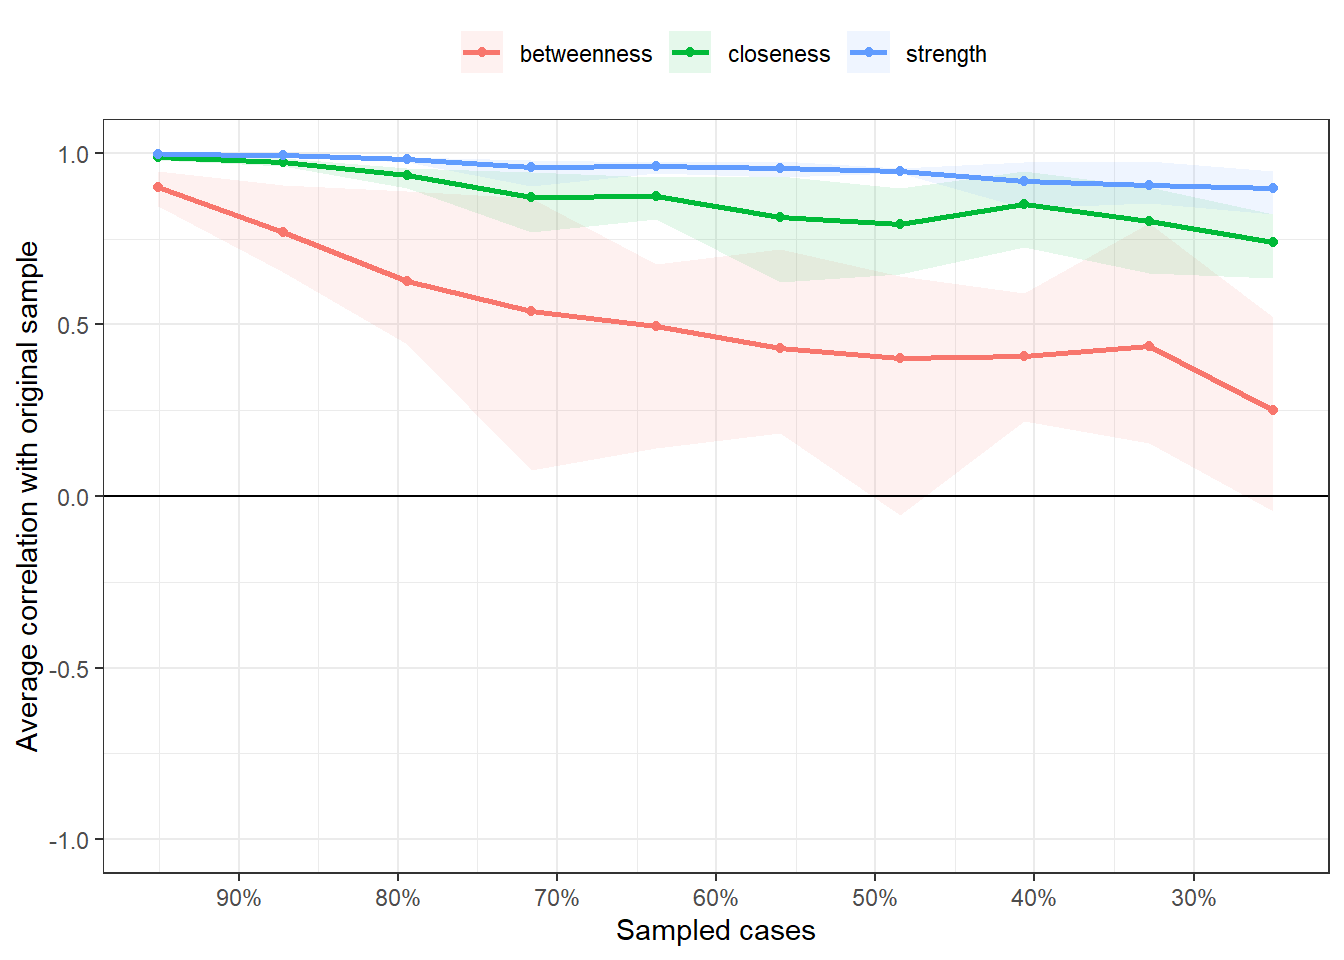 betweenness closeness strength
Average correlation with original sample
1.0
0.5
0.0
-0.5
-1.0
90% 80% 70% 60% 50% 40% 30%
Sampled cases